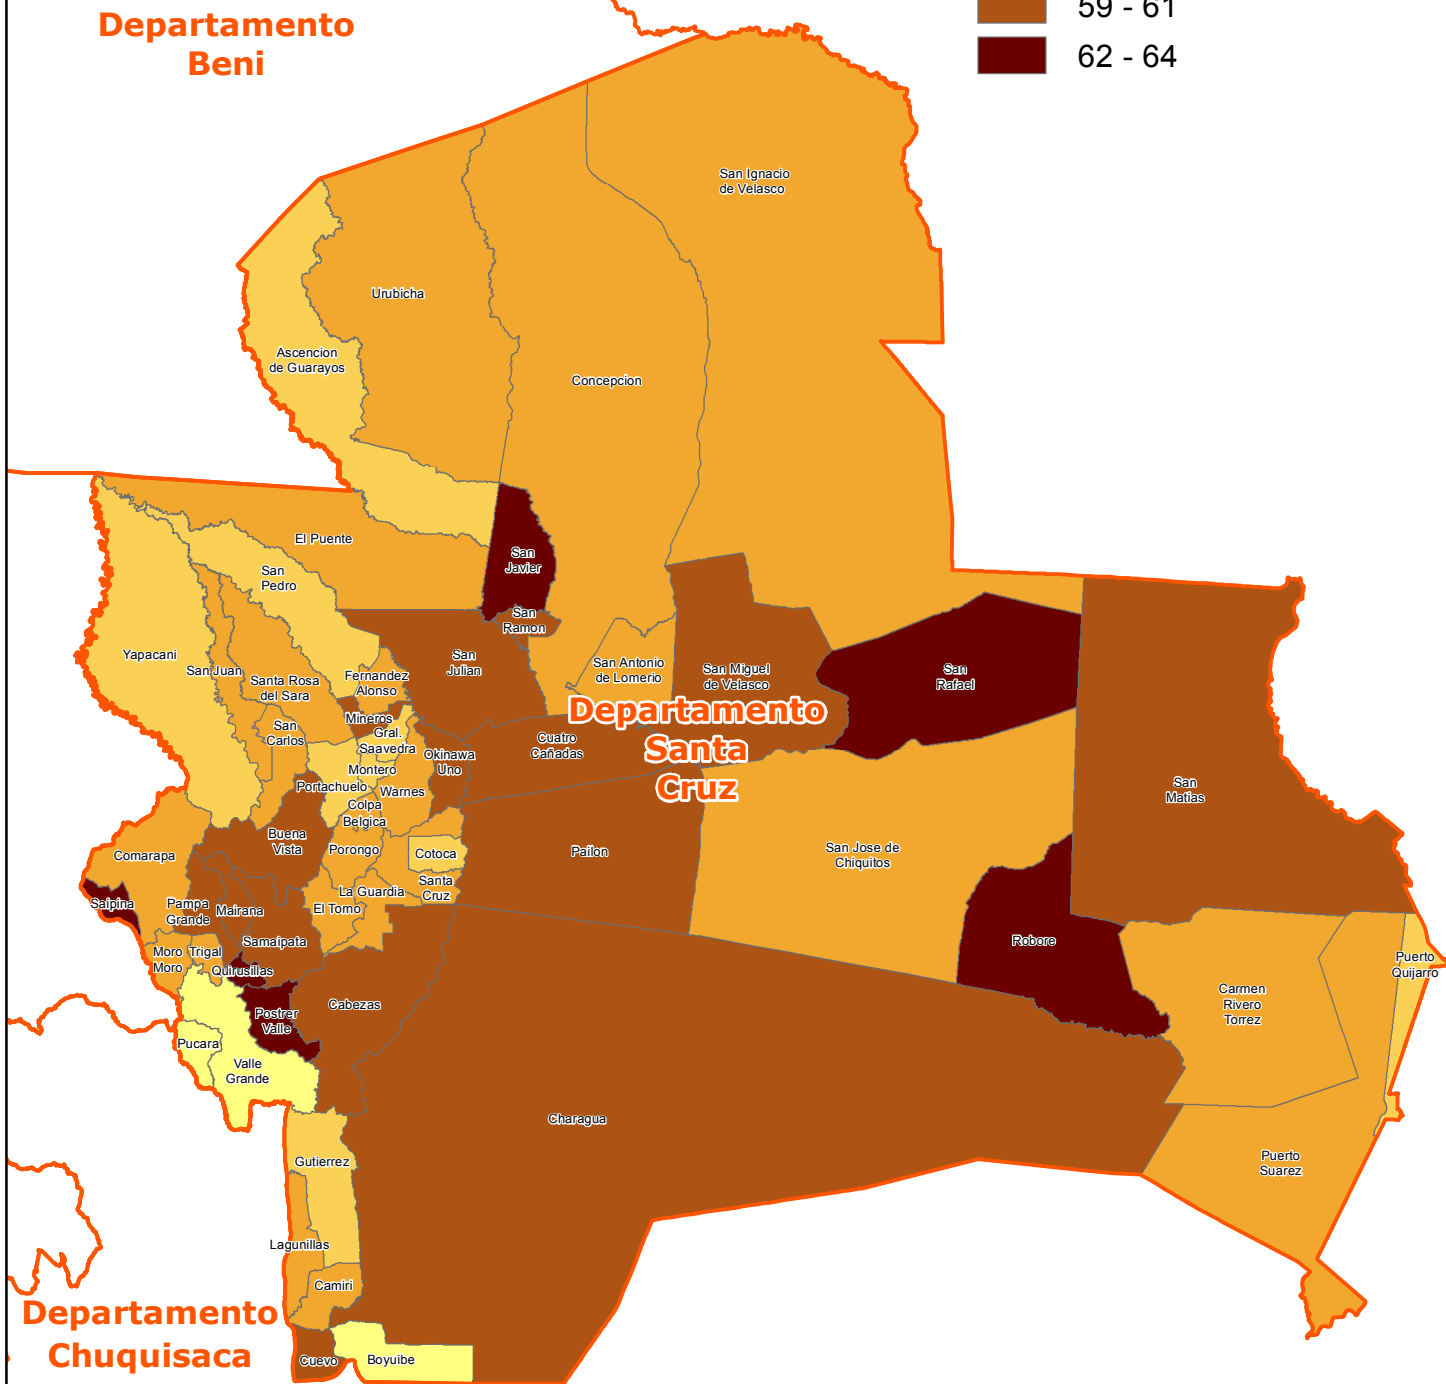 Departamento
Beni
59 - 61
62 - 64
San Ignacio
de Velasco
Urubicha
Ascencion
de Guarayos
Concepcion
El Puente
San
Javier
San
Pedro
San
Ramon
Yapacani
San Juan
Santa Rosa
del Sara
Fernandez
Alonso
San
Julian
San Antonio
de Lomerio
San Miguel
de Velasco
San
Rafael
Departamento
Santa
Cruz
San
Carlos
Mineros
Gral.
Saavedra
Okinawa
Uno
Cuatro
Cañadas
Montero
Portachuelo
Warnes
Colpa
Belgica
San
Matias
Buena
Vista
Porongo
Cotoca
Pailon
San Jose de
Chiquitos
Comarapa
La Guardia
Santa
Cruz
Saipina
Pampa
Grande
Mairana
El Torno
Samaipata
Robore
Moro
Moro
Trigal
Quirusillas
Puerto
Quijarro
Carmen
Rivero
Torrez
Cabezas
Postrer
Valle
Pucara
Valle
Grande
Charagua
Gutierrez
Puerto
Suarez
Lagunillas
Camiri
Departamento
Chuquisaca
Cuevo
Boyuibe